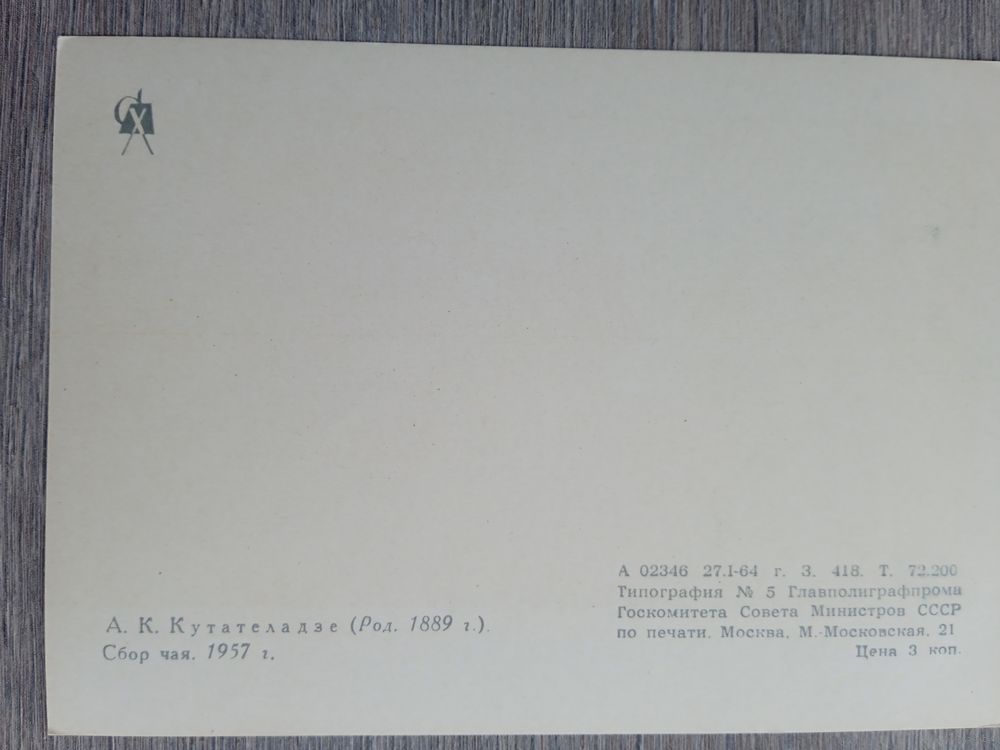 СХ
А. К. Кутателадзе (Род. 1889 г.).
Сбор чая. 1957 г.
А 02346 27.I-64 г. З. 418. Т. 72.200
Типография № 5 Главполиграфпрома
Госкомитета Совета Министров СССР
по печати. Москва, М.-Московская, 21
Цена 3 коп.